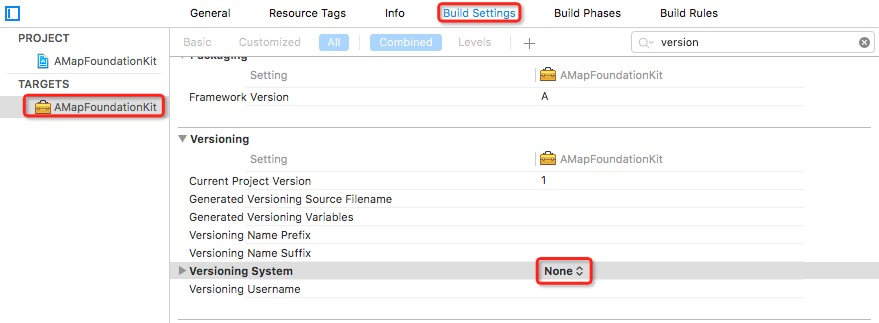 General Resource Tags Info Build Settings Build Phases Build Rules
PROJECT
AMapFoundationKit
TARGETS
AMapFoundationKit
Basic Customized All Combined Levels + version
Packaging
Setting AMapFoundationKit
Framework Version A
Versioning
Setting AMapFoundationKit
Current Project Version 1
Generated Versioning Source Filename
Generated Versioning Variables
Versioning Name Prefix
Versioning Name Suffix
Versioning System None
Versioning Username